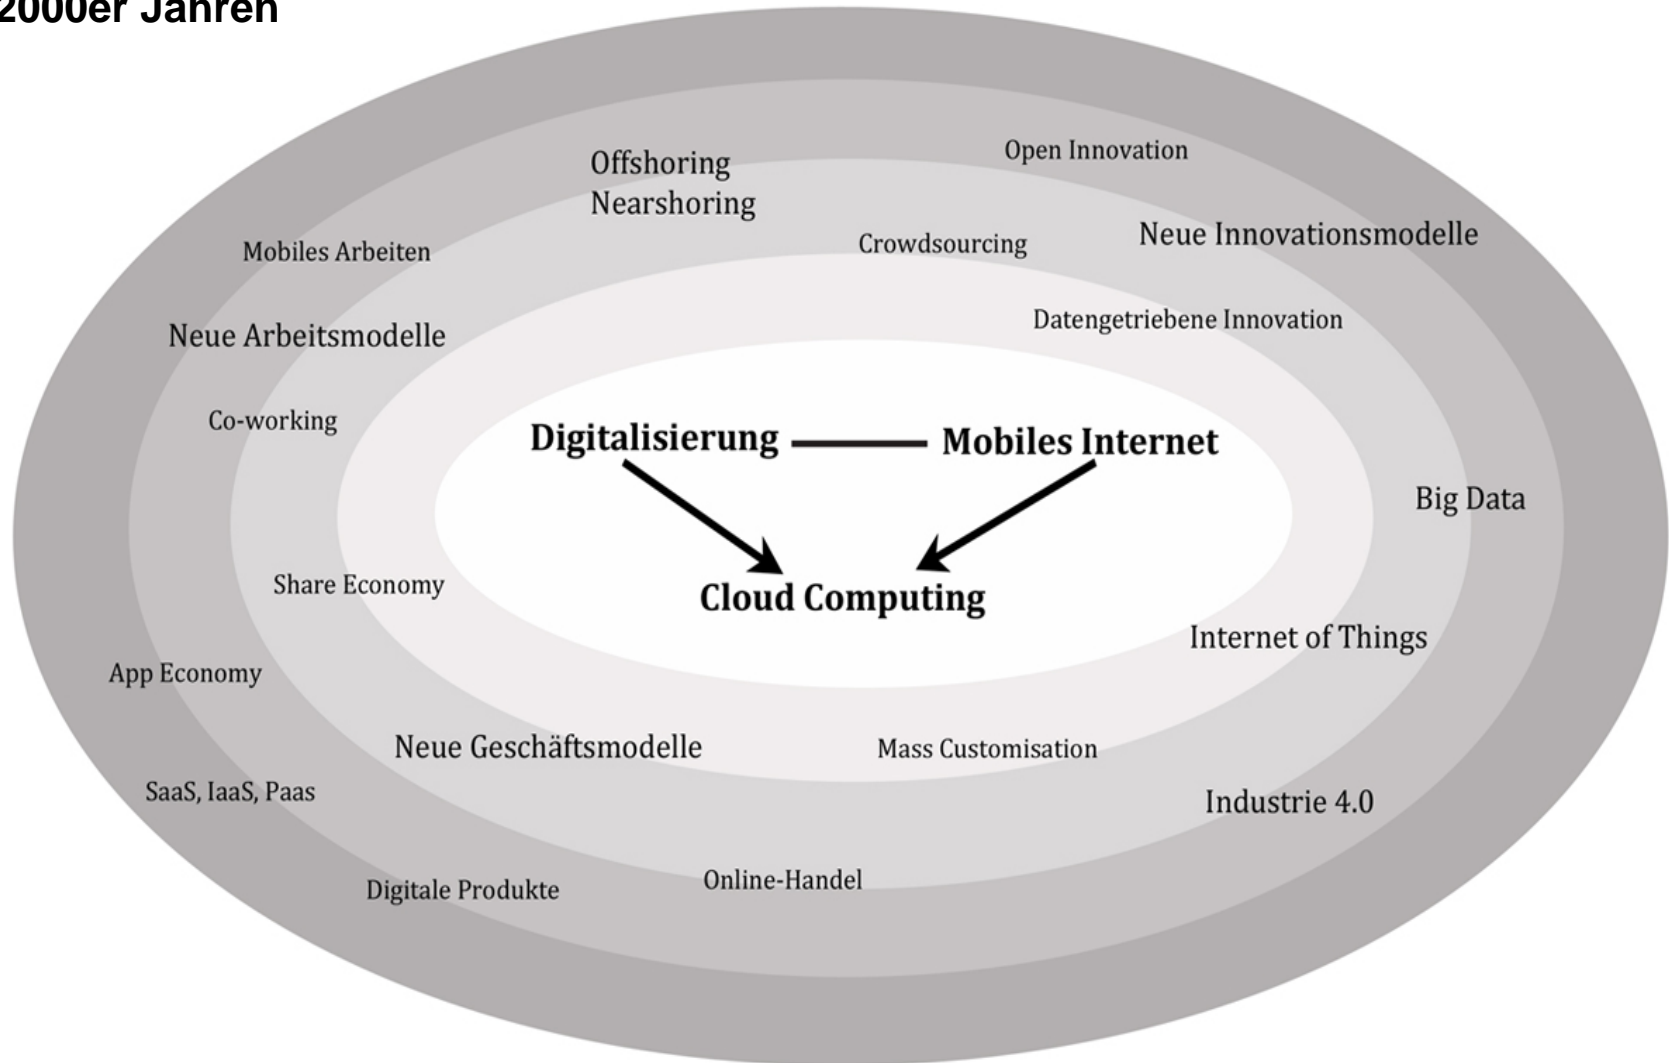 2000er Jahren
Open Innovation
Offshoring
Nearshoring
Neue Innovationsmodelle
Crowdsourcing
Mobiles Arbeiten
Datengetriebene Innovation
Neue Arbeitsmodelle
Co-working
Digitalisierung
Mobiles Internet
Big Data
Share Economy
Cloud Computing
Internet of Things
App Economy
Neue Geschäftsmodelle
Mass Customisation
SaaS, IaaS, Paas
Industrie 4.0
Digitale Produkte
Online-Handel